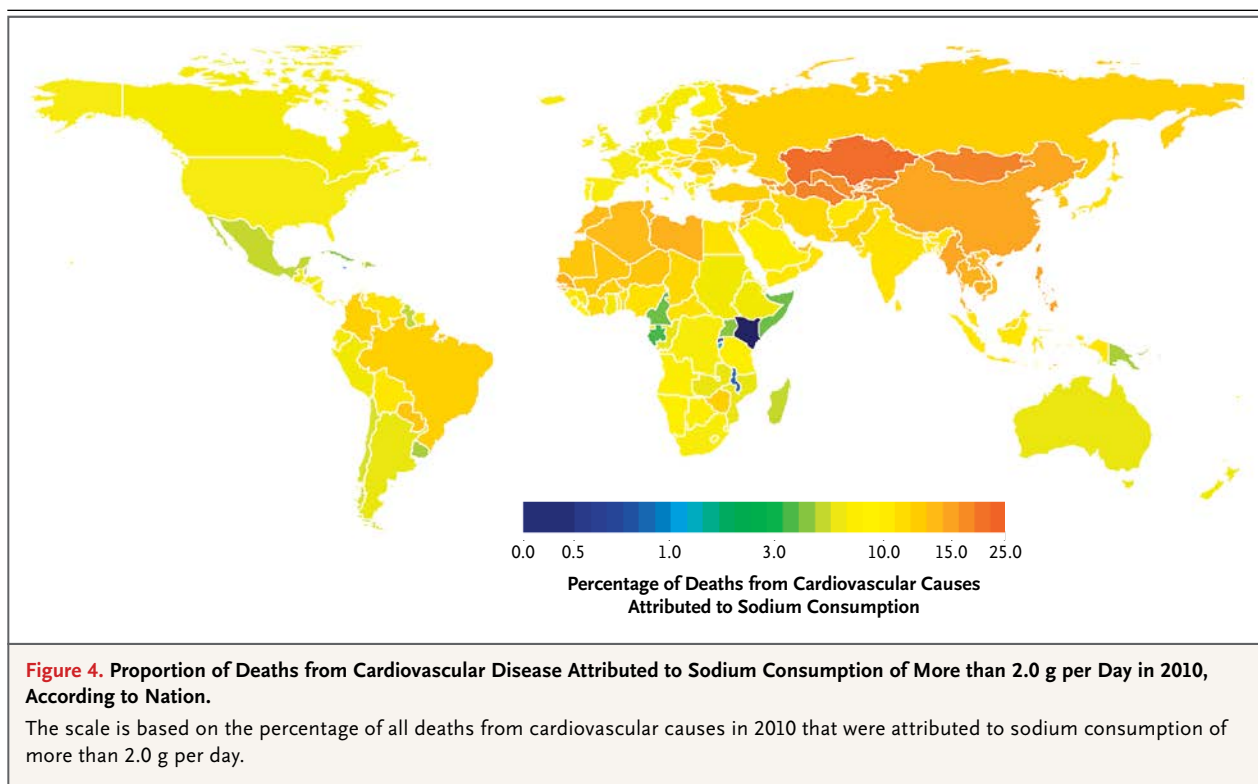 0.0 0.5 1.0 3.0 10.0 15.0 25.0
Percentage of Deaths from Cardiovascular Causes
Attributed to Sodium Consumption
Figure 4. Proportion of Deaths from Cardiovascular Disease Attributed to Sodium Consumption of More than 2.0 g per Day in 2010,
According to Nation.
The scale is based on the percentage of all deaths from cardiovascular causes in 2010 that were attributed to sodium consumption of
more than 2.0 g per day.